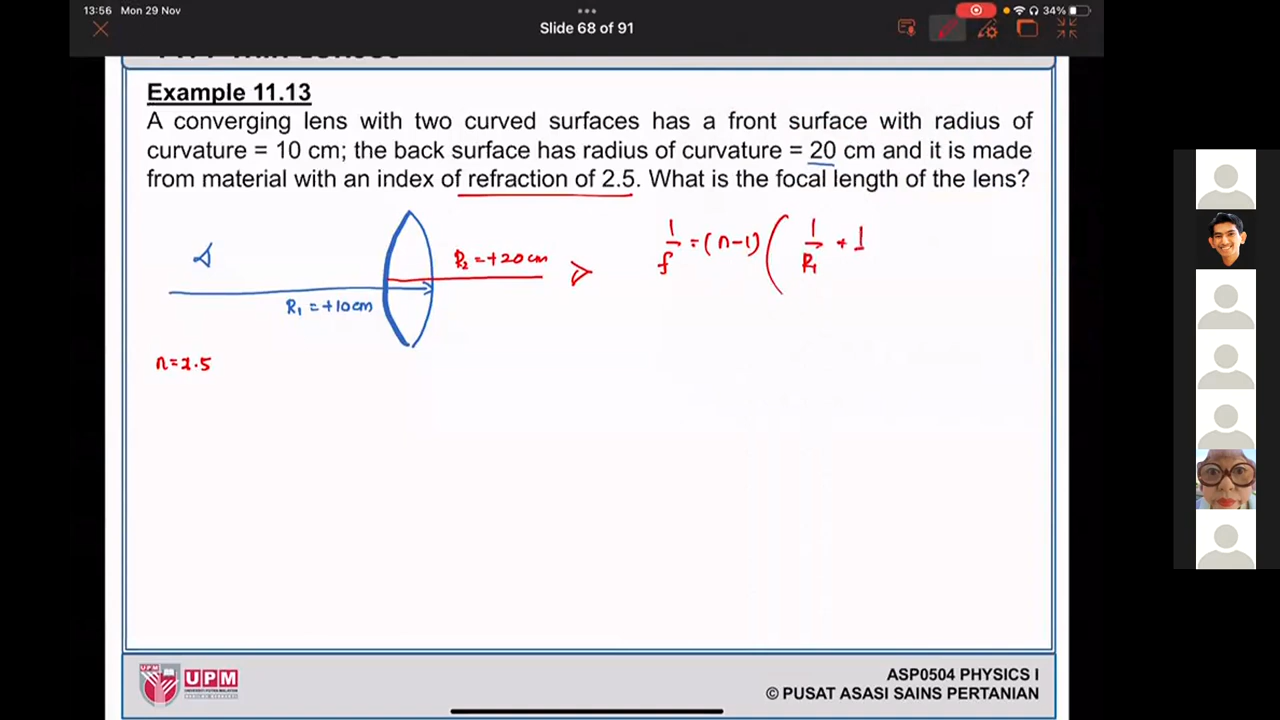 13:56 Mon 29 Nov
34%
Slide 68 of 91
Example 11.13
A converging lens with two curved surfaces has a front surface with radius of
curvature = 10 cm; the back surface has radius of curvature = 20 cm and it is made
from material with an index of refraction of 2.5. What is the focal length of the lens?
R₂ = +20cm
R₁ = +10cm
1/f = (n-1) ( 1/R₁ + 1
n = 2.5
UPM
UPM
ASP0504 PHYSICS I
© PUSAT ASASI SAINS PERTANIAN